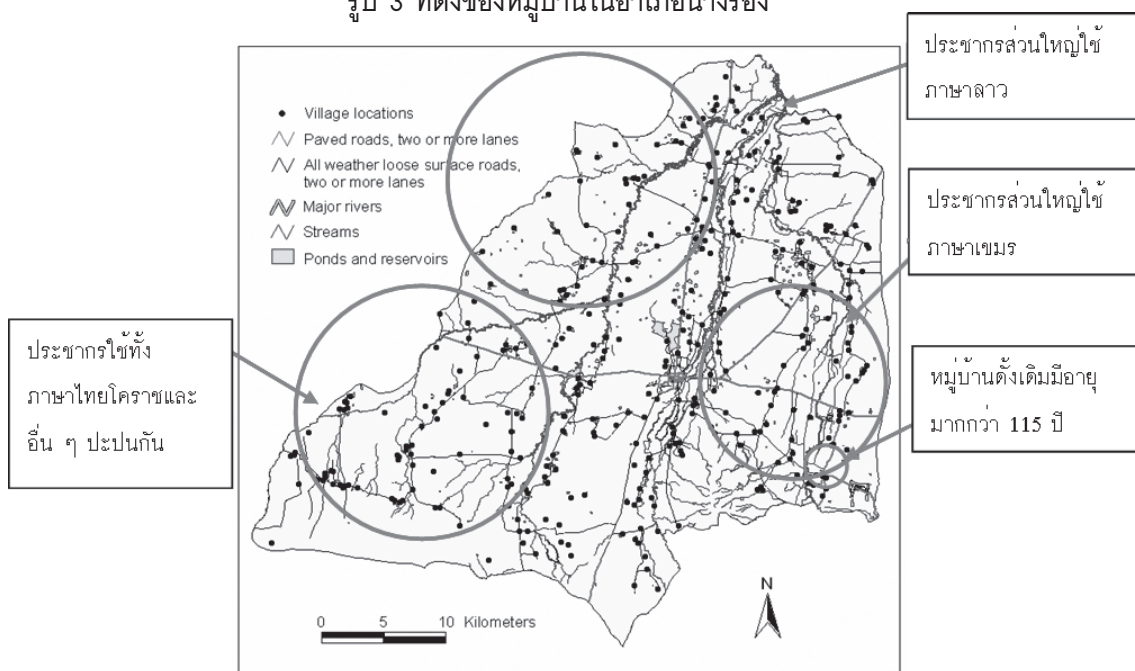 รูป 3 ที่ตั้งของหมู่บ้านในอำเภอนางรอง
ประชากรส่วนใหญ่ใช้
ภาษาลาว
Village locations
Paved roads, two or more lanes
All weather loose surface roads,
two or more lanes
Major rivers
Streams
Ponds and reservoirs
ประชากรส่วนใหญ่ใช้
ภาษาเขมร
ประชากรใช้ทั้ง
ภาษาไทยโคราชและ
อื่น ๆ ปะปนกัน
หมู่บ้านดั้งเดิมมีอายุ
มากกว่า 115 ปี
N
0 5 10 Kilometers